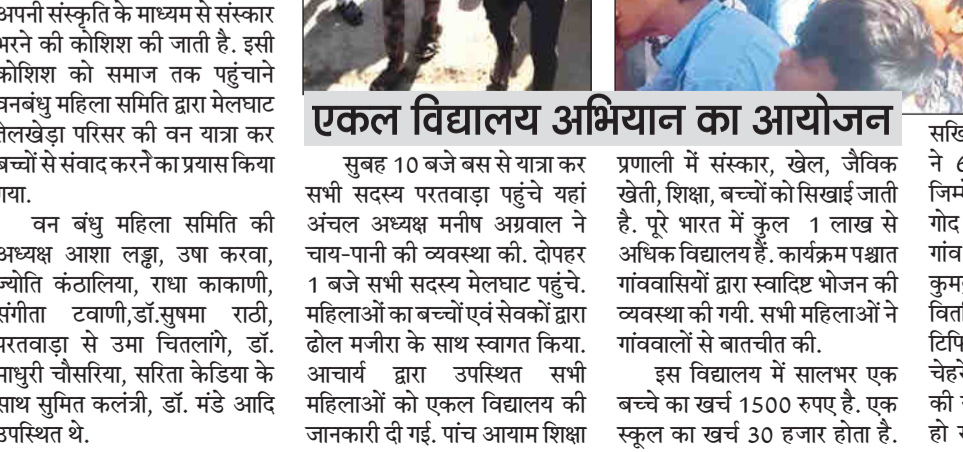 अपनी संस्कृति के माध्यम से संस्कार
भरने की कोशिश की जाती है. इसी
कोशिश को समाज तक पहुंचाने
वनबंधु महिला समिति द्वारा मेलघाट
तेलखेड़ा परिसर की वन यात्रा कर
बच्चों से संवाद करने का प्रयास किया
गया.
वन बंधु महिला समिति की
अध्यक्ष आशा लड्ढा, उषा करवा,
ज्योति कंठालिया, राधा काकाणी,
संगीता टवाणी,डॉ.सुषमा राठी,
परतवाड़ा से उमा चितलांगे, डॉ.
माधुरी चौसरिया, सरिता केडिया के
साथ सुमित कलंत्री, डॉ. मंडे आदि
उपस्थित थे.
एकल विद्यालय अभियान का आयोजन
सुबह 10 बजे बस से यात्रा कर
सभी सदस्य परतवाड़ा पहुंचे यहां
अंचल अध्यक्ष मनीष अग्रवाल ने
चाय-पानी की व्यवस्था की. दोपहर
1 बजे सभी सदस्य मेलघाट पहुंचे.
महिलाओं का बच्चों एवं सेवकों द्वारा
ढोल मजीरा के साथ स्वागत किया.
आचार्य द्वारा उपस्थित सभी
महिलाओं को एकल विद्यालय की
जानकारी दी गई. पांच आयाम शिक्षा
प्रणाली में संस्कार, खेल, जैविक
खेती, शिक्षा, बच्चों को सिखाई जाती
है. पूरे भारत में कुल 1 लाख से
अधिक विद्यालय हैं. कार्यक्रम पश्चात
गांववासियों द्वारा स्वादिष्ट भोजन की
व्यवस्था की गयी. सभी महिलाओं ने
गांववालों से बातचीत की.
इस विद्यालय में सालभर एक
बच्चे का खर्च 1500 रुपए है. एक
स्कूल का खर्च 30 हजार होता है.
ने 6
गोद
गांव
की
हो